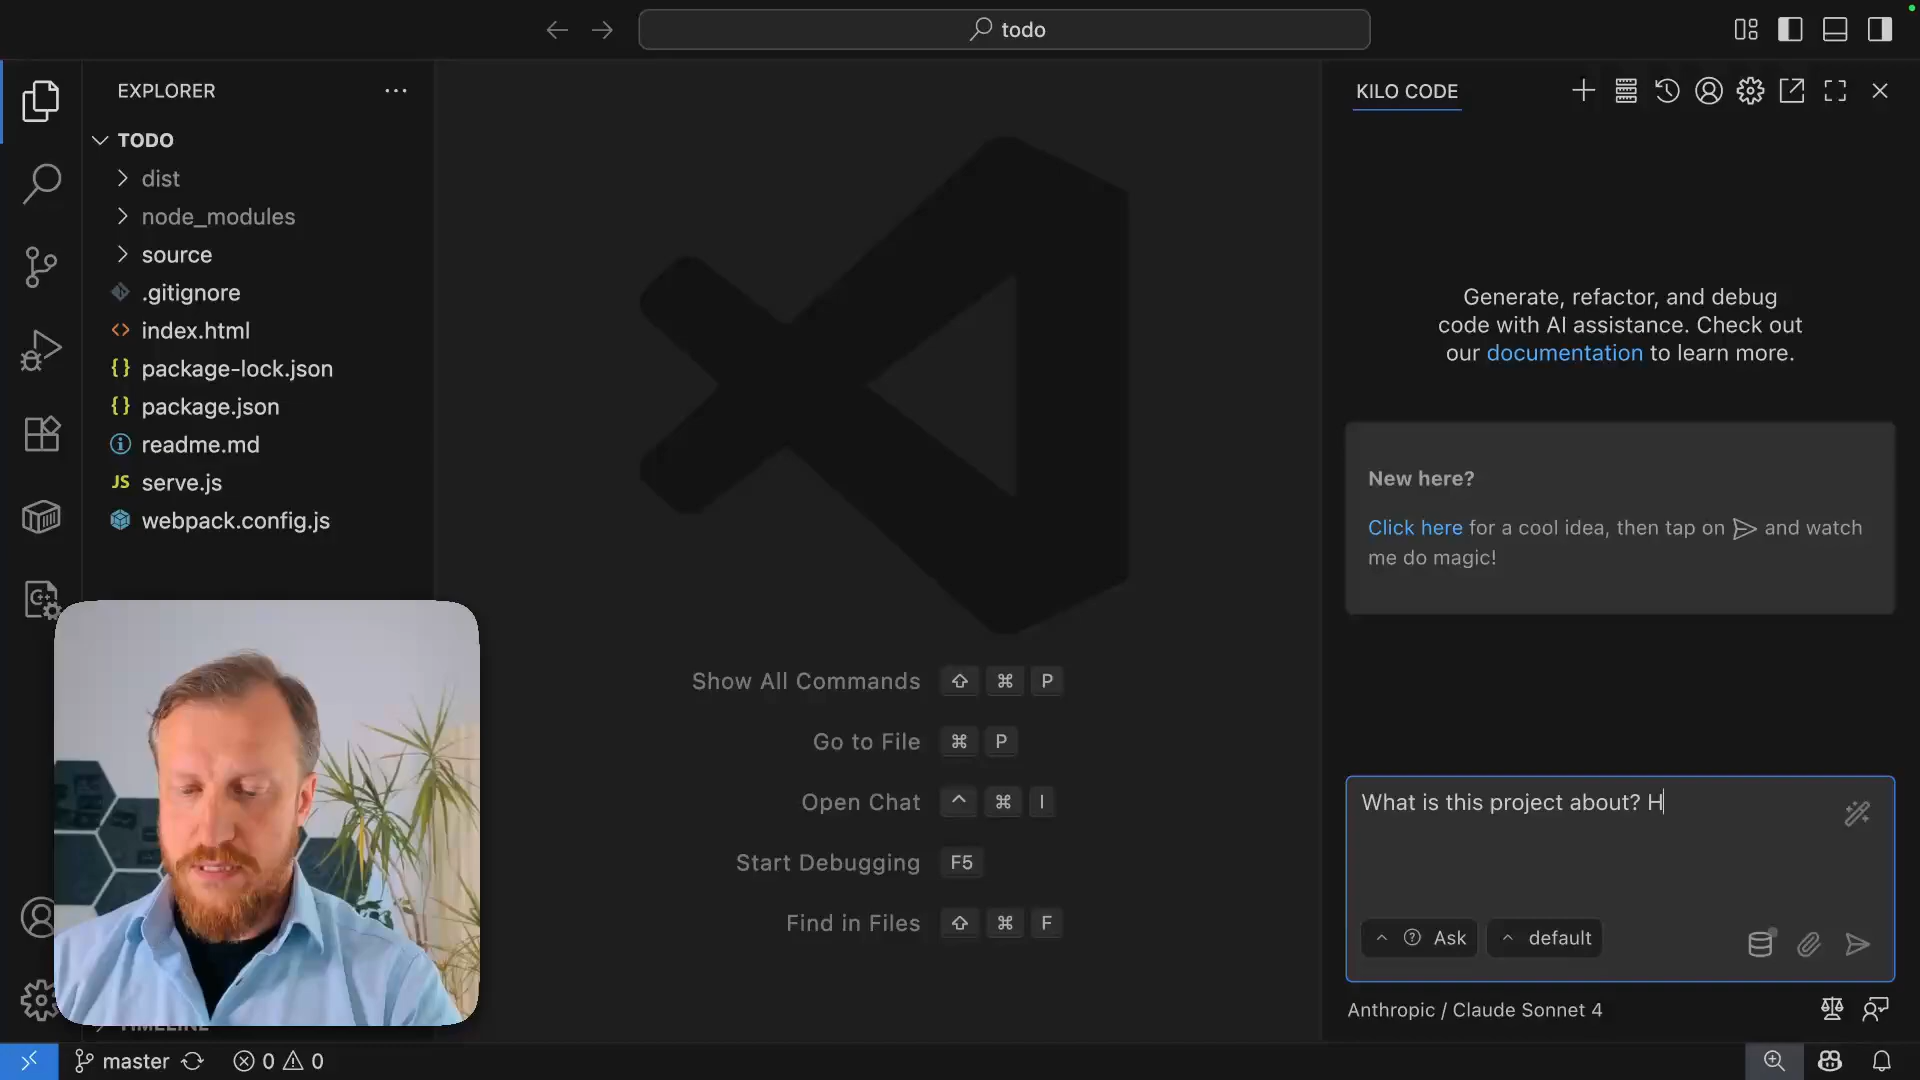 todo
EXPLORER
TODO
dist
node_modules
source
.gitignore
index.html
package-lock.json
package.json
readme.md
JS serve.js
webpack.config.js
TIMELINE
Show All Commands ⇧ ⌘ P
Go to File ⌘ P
Open Chat ^ ⌘ I
Start Debugging F5
Find in Files ⇧ ⌘ F
KILO CODE
Generate, refactor, and debug
code with AI assistance. Check out
our documentation to learn more.
New here?
Click here for a cool idea, then tap on and watch
me do magic!
What is this project about? H
Ask default
Anthropic / Claude Sonnet 4
master 0 0